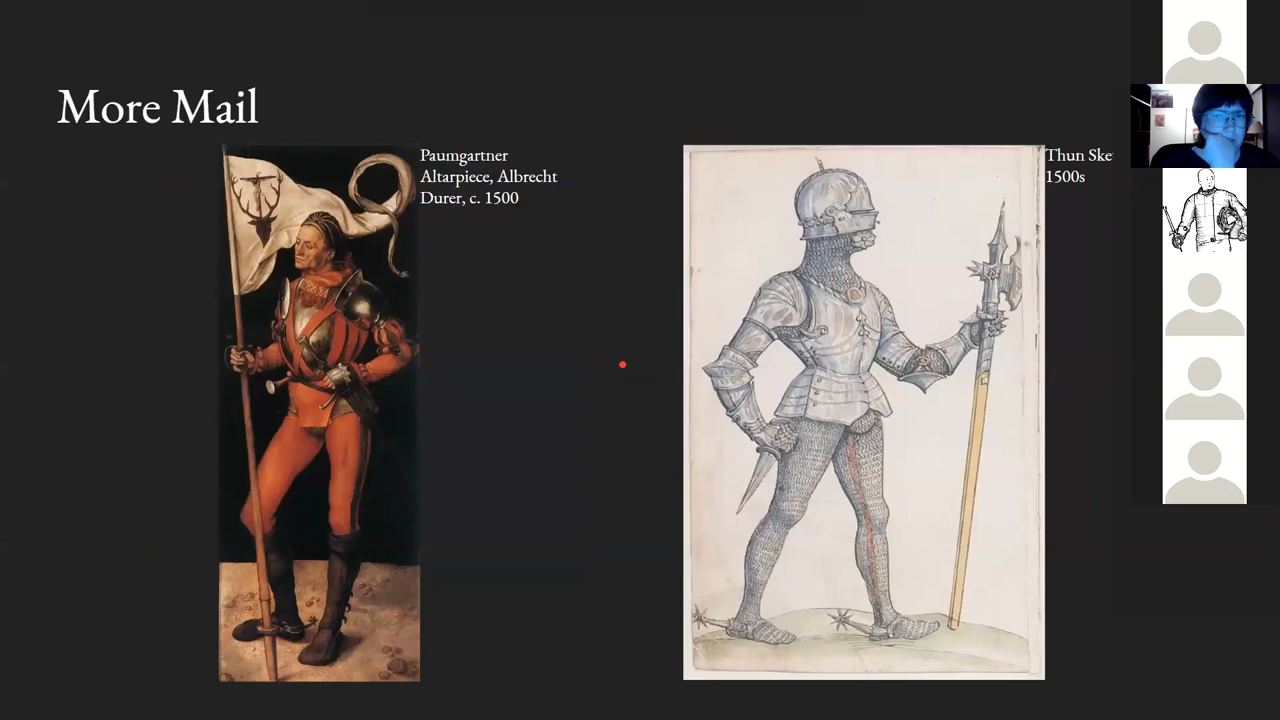 More Mail
Paumgartner
Altarpiece, Albrecht
Durer, c. 1500
Thun Ske
1500s